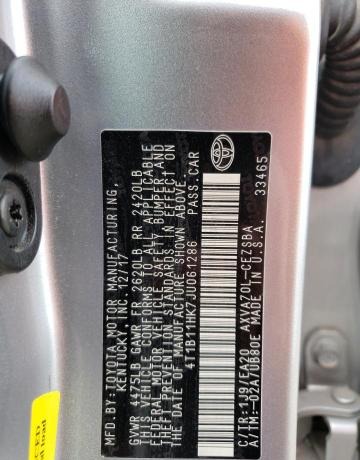 MFD. BY: TOYOTA MOTOR MANUFACTURING,
KENTUCKY, INC. 12/17
GVWR 4475LB GAWR FR 2620LB RR 2420LB
THIS VEHICLE CONFORMS TO ALL APPLICABLE
FEDERAL MOTOR VEHICLE SAFETY, BUMPER AND
THEFT PREVENTION STANDARDS IN EFFECT ON
THE DATE OF MANUFACTURE SHOWN ABOVE.
4T1B11HK7JU061286 PASS.CAR
C/TR:1J9/EA20 AXVA70L-CEZSBA
A/TM:-02A/UB80E MADE IN U.S.A.
33465
load